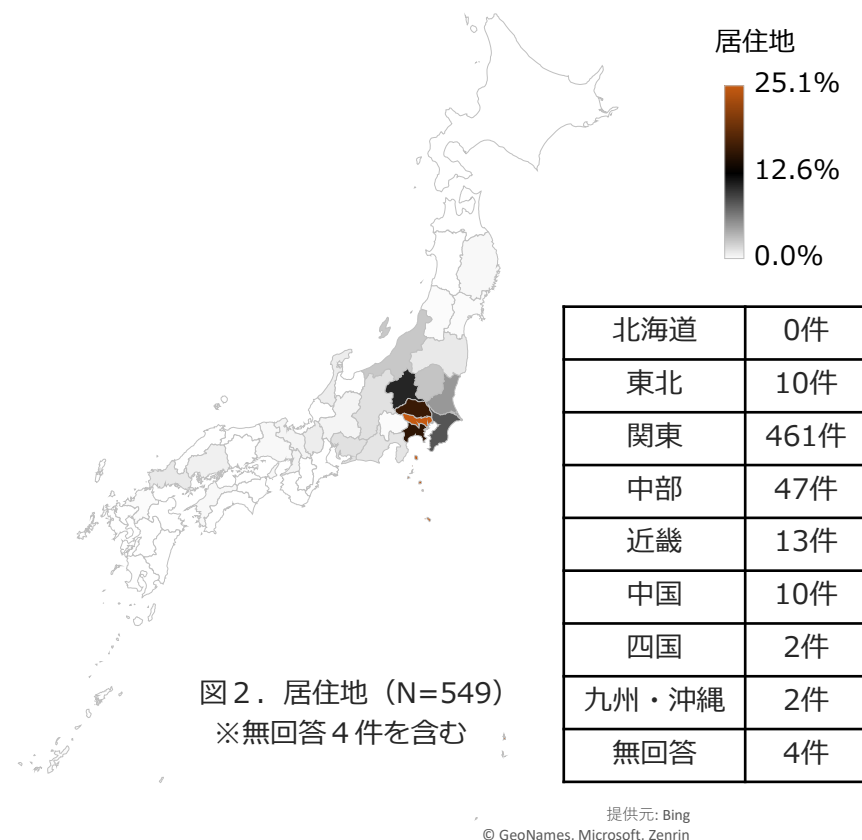 居住地
25.1%
12.6%
0.0%
北海道 0件
東北 10件
関東 461件
中部 47件
近畿 13件
中国 10件
四国 2件
九州・沖縄 2件
無回答 4件
図２．居住地（N=549）
※無回答４件を含む
提供元: Bing
© GeoNames, Microsoft, Zenrin